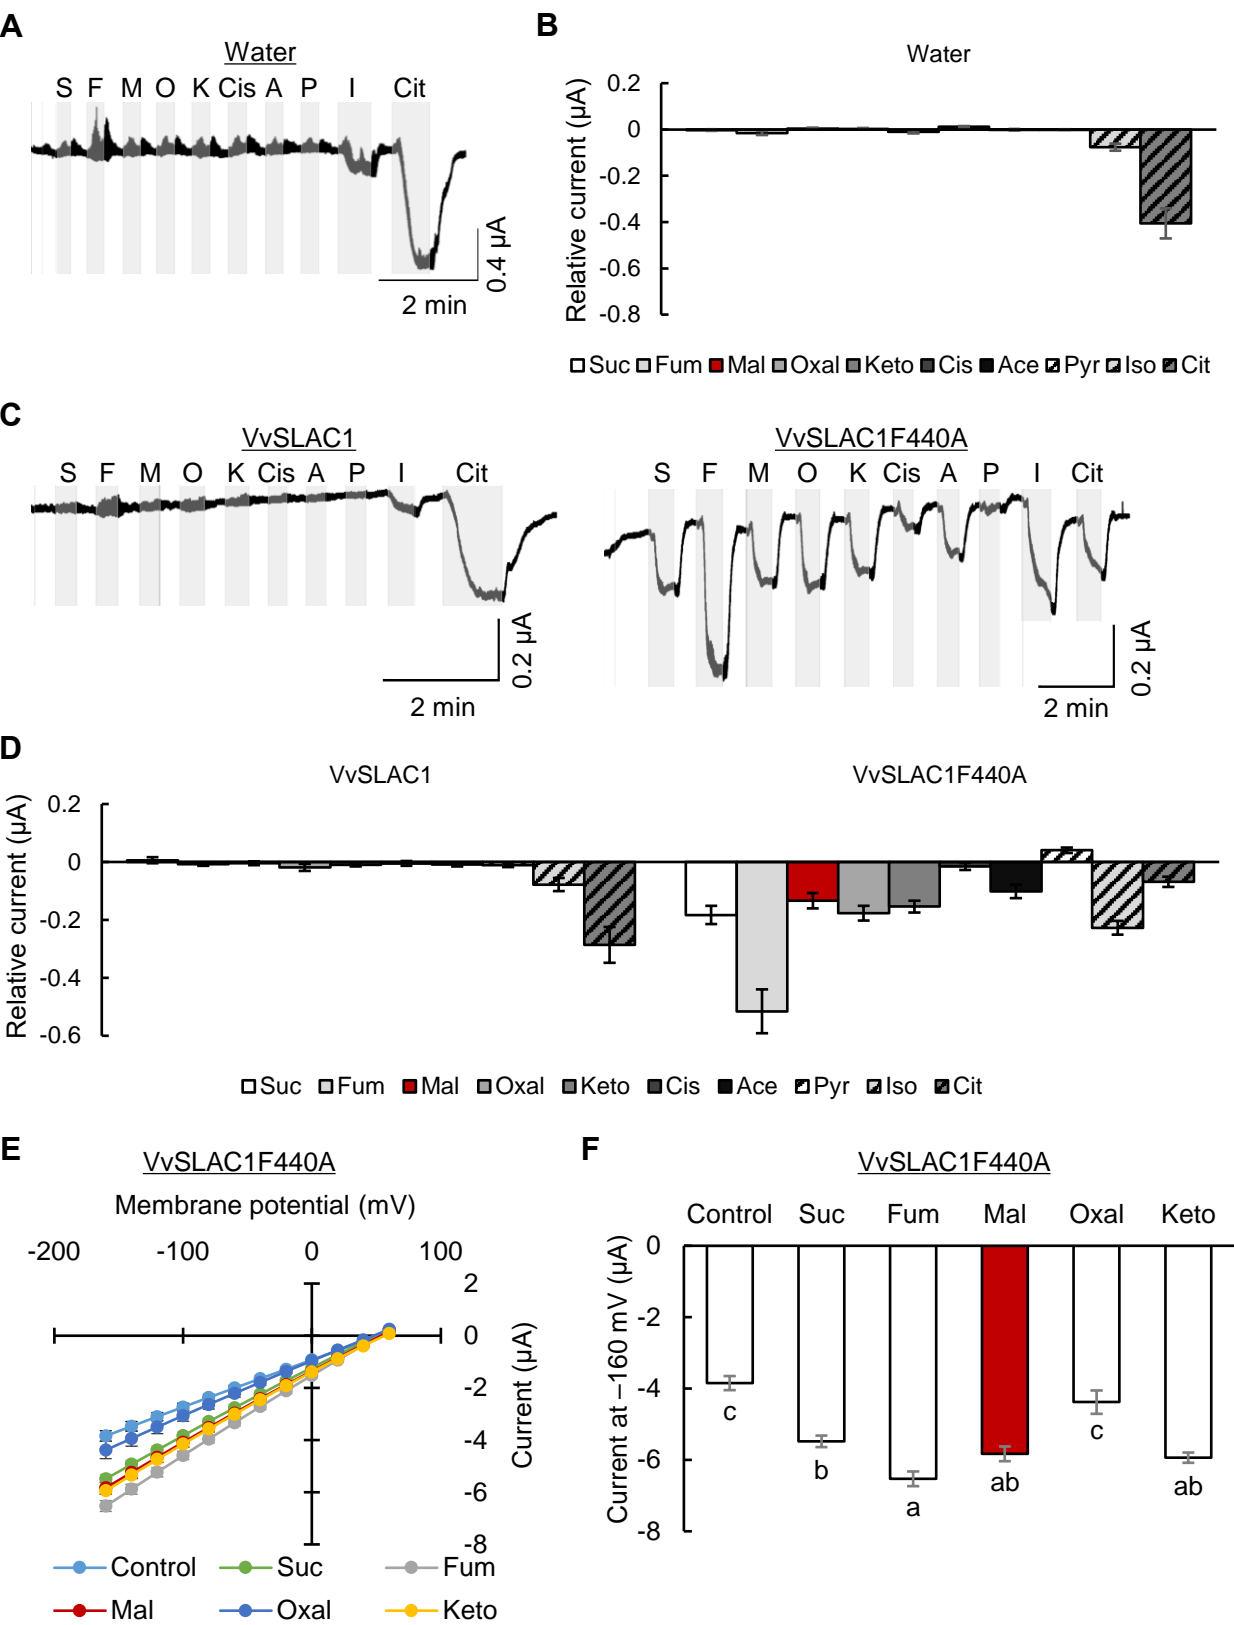 A
Water
S F M O K Cis A P I Cit
0.4 µA
2 min
B
Water
Relative current (µA)
0.2
0
-0.2
-0.4
-0.6
-0.8
Suc Fum Mal Oxal Keto Cis Ace Pyr Iso Cit
C
VvSLAC1
S F M O K Cis A P I Cit
0.2 µA
2 min
VvSLAC1F440A
S F M O K Cis A P I Cit
0.2 µA
2 min
D
VvSLAC1
VvSLAC1F440A
Relative current (µA)
0.2
0
-0.2
-0.4
-0.6
Suc Fum Mal Oxal Keto Cis Ace Pyr Iso Cit
E
VvSLAC1F440A
Membrane potential (mV)
-200 -100 0 100
2
0
-2
-4
-6
-8
Current (µA)
Control Suc Fum
Mal Oxal Keto
F
VvSLAC1F440A
Control Suc Fum Mal Oxal Keto
Current at –160 mV (µA)
0
-2
-4
-6
-8
c b a ab c ab